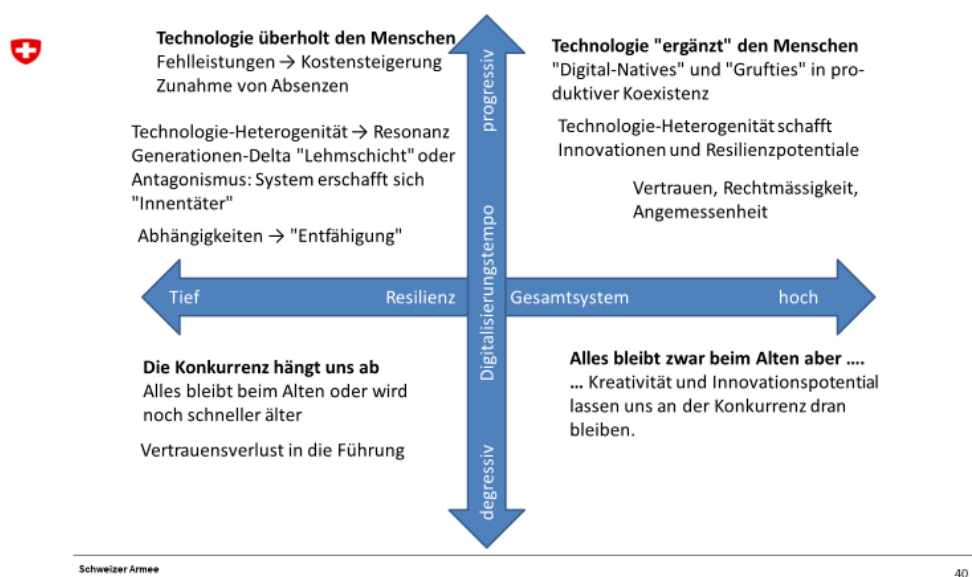 Technologie überholt den Menschen
Fehlleistungen → Kostensteigerung
Zunahme von Absenzen
Technologie-Heterogenität → Resonanz
Generationen-Delta "Lehmschicht" oder
Antagonismus: System erschafft sich
"Innentäter"
Abhängigkeiten → "Entfähigung"
Technologie "ergänzt" den Menschen
"Digital-Natives" und "Grufties" in pro-
duktiver Koexistenz
Technologie-Heterogenität schafft
Innovationen und Resilienzpotentiale
Vertrauen, Rechtmässigkeit,
Angemessenheit
progressiv
Digitalisierungstempo
degressiv
Tief Resilienz Gesamtsystem hoch
Die Konkurrenz hängt uns ab
Alles bleibt beim Alten oder wird
noch schneller älter
Vertrauensverlust in die Führung
Alles bleibt zwar beim Alten aber ....
... Kreativität und Innovationspotential
lassen uns an der Konkurrenz dran
bleiben.
Schweizer Armee
40